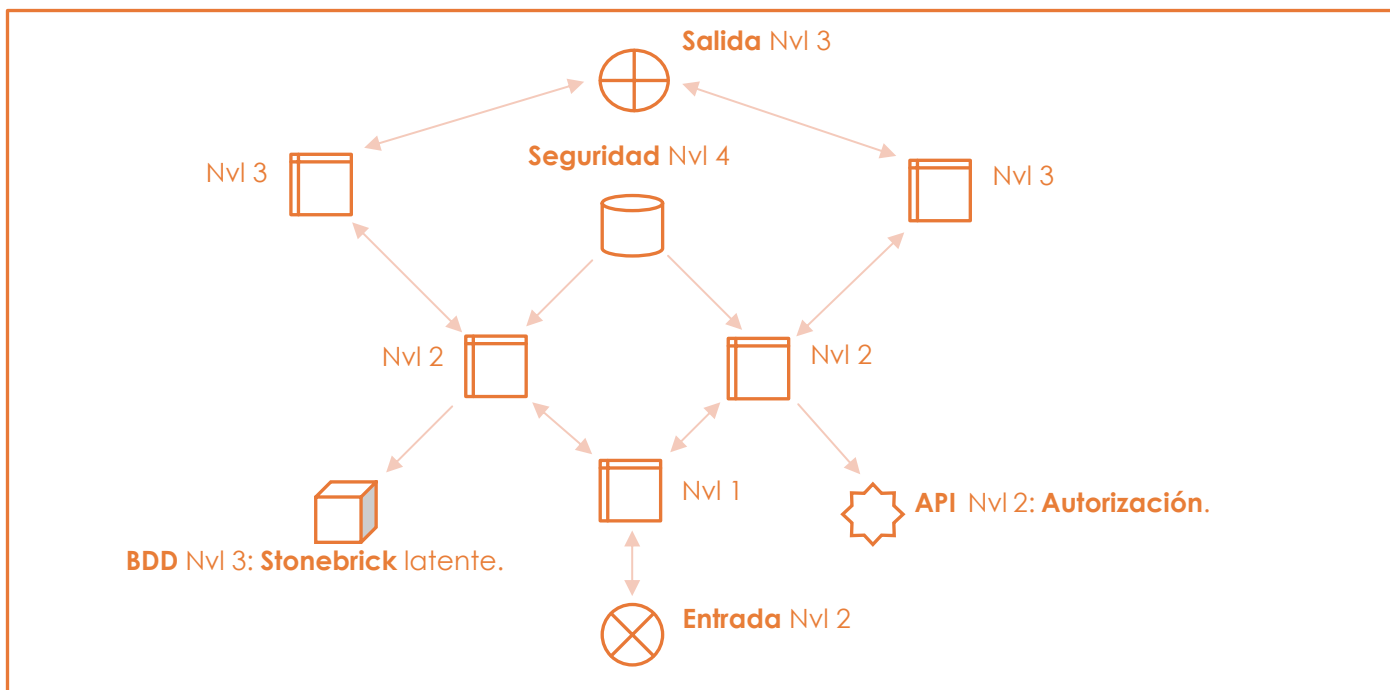 Salida Nvl 3
Seguridad Nvl 4
Nvl 3
Nvl 3
Nvl 2
Nvl 2
Nvl 1
API Nvl 2: Autorización.
BDD Nvl 3: Stonebrick latente.
Entrada Nvl 2